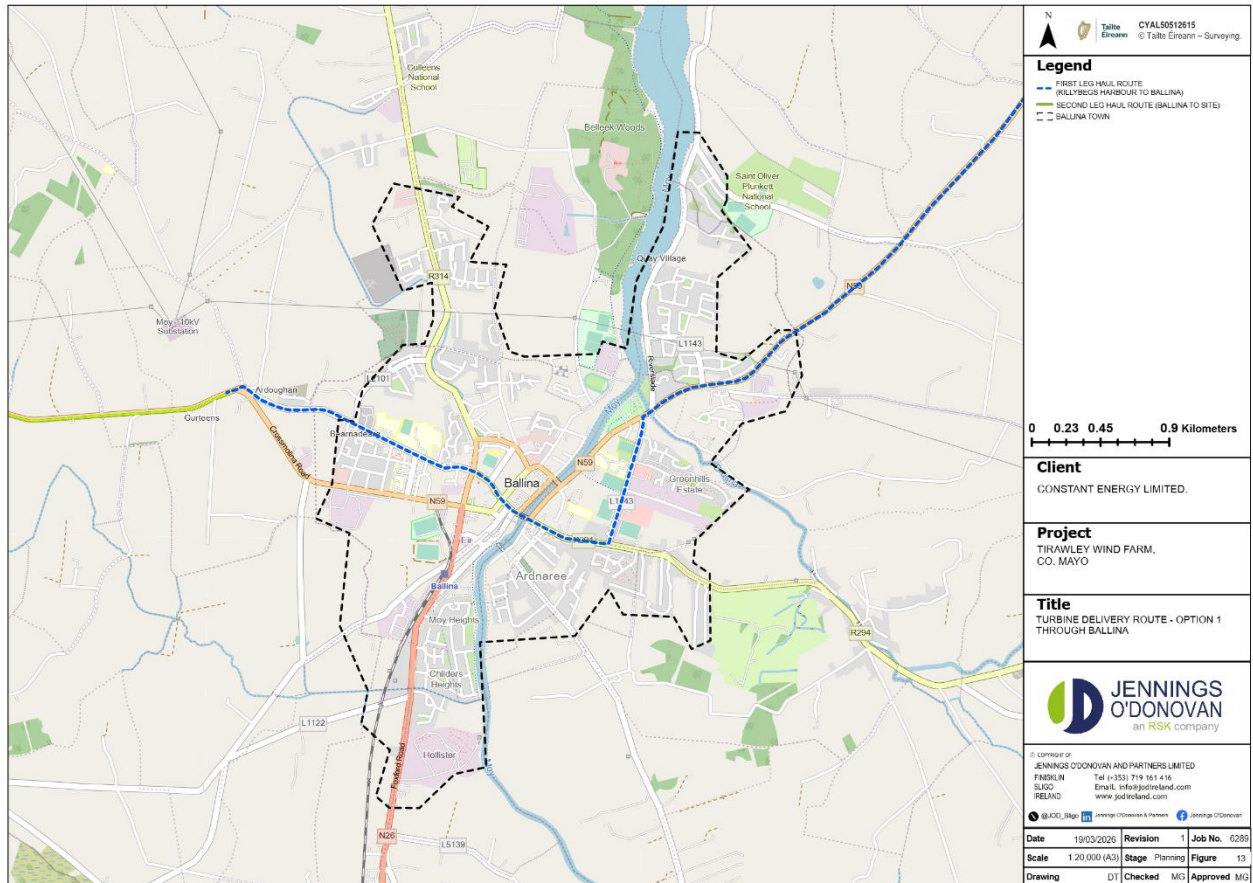 Culleens
National
School
Belleek Woods
Saint Oliver
Plunkett
National
School
Quay Village
R314
N59
Moy 110kV
Substation
L1143
Riverslade
Ardoughan
Gurteens
Crossmolina Road
Moy
N59
Greenhills
Estate
Ballina
N59
L1143
Eir
Ardnaree
Ballina
Moy Heights
R294
Childers
Heights
L1122
Hollister
Foxford Road
Moy
N26
L5139
N
Tailte
Éireann
CYAL50512615
© Tailte Éireann – Surveying.
Legend
FIRST LEG HAUL ROUTE
(KILLYBEGS HARBOUR TO BALLINA)
SECOND LEG HAUL ROUTE (BALLINA TO SITE)
BALLINA TOWN
0 0.23 0.45 0.9 Kilometers
Client
CONSTANT ENERGY LIMITED.
Project
TIRAWLEY WIND FARM,
CO. MAYO
Title
TURBINE DELIVERY ROUTE - OPTION 1
THROUGH BALLINA
JENNINGS
O'DONOVAN
an RSK company
© COPYRIGHT OF
JENNINGS O'DONOVAN AND PARTNERS LIMITED
FINISKLIN Tel (+353) 719 161 416
SLIGO Email. info@jodireland.com
IRELAND www.jodireland.com
@JOD_Sligo in Jennings O'Donovan & Partners Jennings O'Donovan
Date 19/03/2026 Revision 1 Job No. 6289
Scale 1:20,000 (A3) Stage Planning Figure 13
Drawing DT Checked MG Approved MG